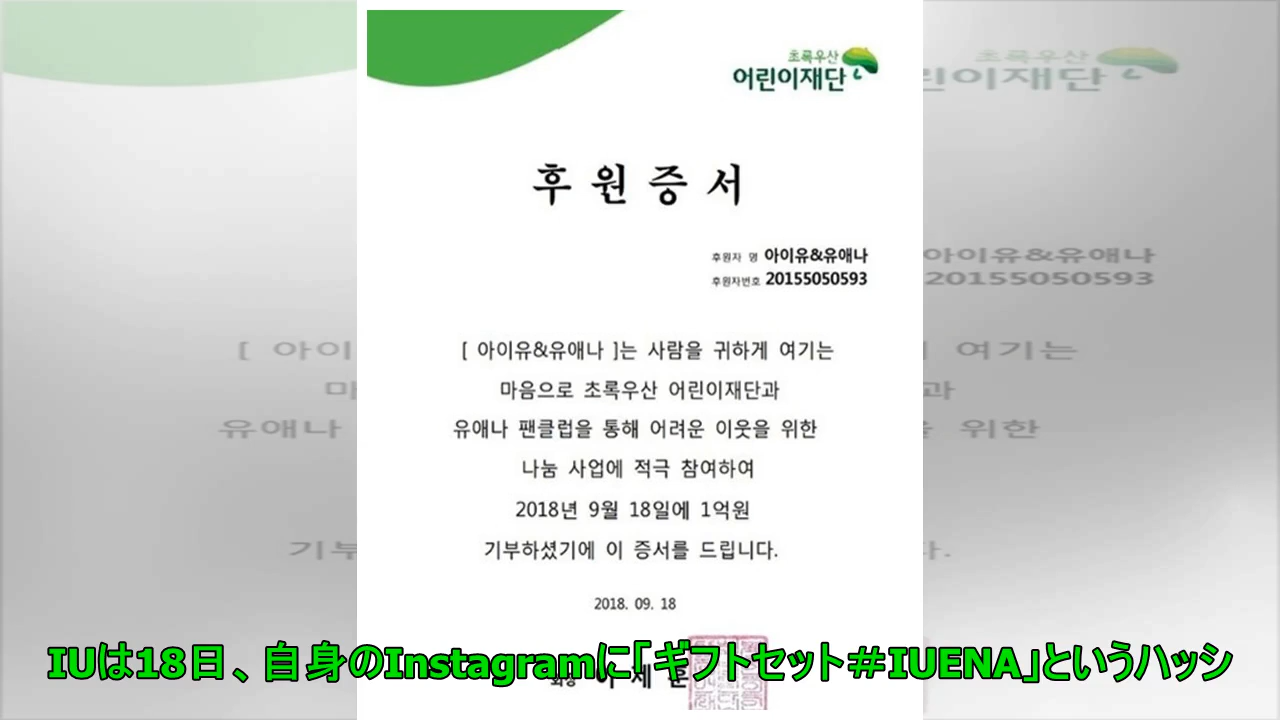 초록우산
어린이재단
후원증서
후원자 명 아이유&유애나
후원자번호 20155050593
[ 아이유&유애나 ]는 사람을 귀하게 여기는
마음으로 초록우산 어린이재단과
유애나 팬클럽을 통해 어려운 이웃을 위한
나눔 사업에 적극 참여하여
2018년 9월 18일에 1억원
기부하셨기에 이 증서를 드립니다.
2018. 09. 18
IUは18日、自身のInstagramに「ギフトセット＃IUENA」というハッシ